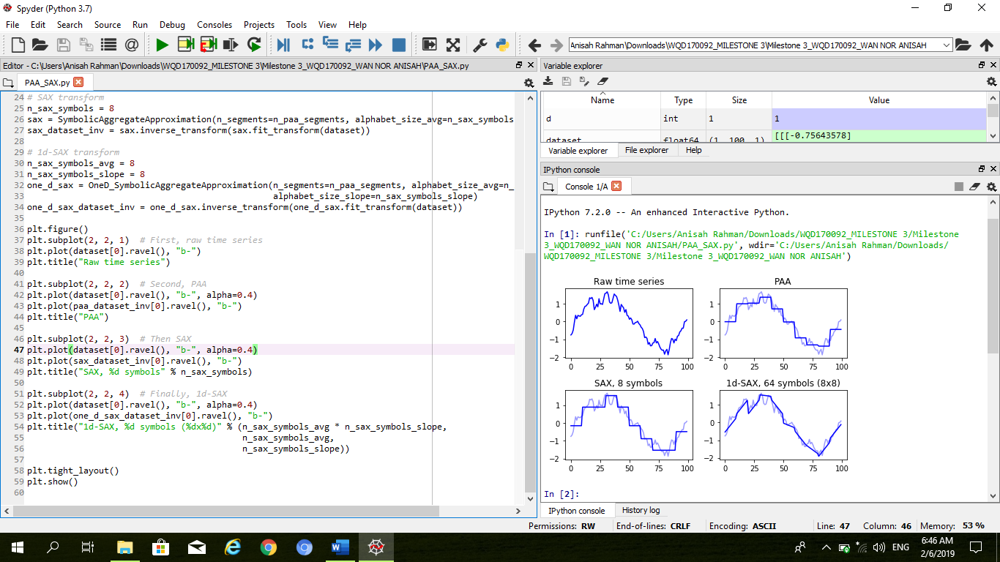 Spyder (Python 3.7)
File Edit Search Source Run Debug Consoles Projects Tools View Help
Anisah Rahman\Downloads\WQD170092_MILESTONE 3\Milestone 3_WQD170092_WAN NOR ANISAH
Editor - C:\Users\Anisah Rahman\Downloads\WQD170092_MILESTONE 3\Milestone 3_WQD170092_WAN NOR ANISAH\PAA_SAX.py
PAA_SAX.py
24 # SAX transform
25 n_sax_symbols = 8
26 sax = SymbolicAggregateApproximation(n_segments=n_paa_segments, alphabet_size_avg=n_sax_symbols
27 sax_dataset_inv = sax.inverse_transform(sax.fit_transform(dataset))
28
29 # 1d-SAX transform
30 n_sax_symbols_avg = 8
31 n_sax_symbols_slope = 8
32 one_d_sax = OneD_SymbolicAggregateApproximation(n_segments=n_paa_segments, alphabet_size_avg=n_
33 alphabet_size_slope=n_sax_symbols_slope)
34 one_d_sax_dataset_inv = one_d_sax.inverse_transform(one_d_sax.fit_transform(dataset))
35
36 plt.figure()
37 plt.subplot(2, 2, 1)  # First, raw time series
38 plt.plot(dataset[0].ravel(), "b-")
39 plt.title("Raw time series")
40
41 plt.subplot(2, 2, 2)  # Second, PAA
42 plt.plot(dataset[0].ravel(), "b-", alpha=0.4)
43 plt.plot(paa_dataset_inv[0].ravel(), "b-")
44 plt.title("PAA")
45
46 plt.subplot(2, 2, 3)  # Then SAX
47 plt.plot(dataset[0].ravel(), "b-", alpha=0.4)
48 plt.plot(sax_dataset_inv[0].ravel(), "b-")
49 plt.title("SAX, %d symbols" % n_sax_symbols)
50
51 plt.subplot(2, 2, 4)  # Finally, 1d-SAX
52 plt.plot(dataset[0].ravel(), "b-", alpha=0.4)
53 plt.plot(one_d_sax_dataset_inv[0].ravel(), "b-")
54 plt.title("1d-SAX, %d symbols (%dx%d)" % (n_sax_symbols_avg * n_sax_symbols_slope,
55 n_sax_symbols_avg,
56 n_sax_symbols_slope))
57
58 plt.tight_layout()
59 plt.show()
60
Variable explorer
Name Type Size Value
d int 1 1
dataset float64 (1, 100, 1) [[[-0.75643578]
Variable explorer File explorer Help
IPython console
Console 1/A
IPython 7.2.0 -- An enhanced Interactive Python.
In [1]: runfile('C:/Users/Anisah Rahman/Downloads/WQD170092_MILESTONE 3/Milestone
3_WQD170092_WAN NOR ANISAH/PAA_SAX.py', wdir='C:/Users/Anisah Rahman/Downloads/
WQD170092_MILESTONE 3/Milestone 3_WQD170092_WAN NOR ANISAH')
Raw time series
1
0
−1
−2
0 25 50 75 100
PAA
1
0
−1
−2
0 25 50 75 100
SAX, 8 symbols
1
0
−1
−2
0 25 50 75 100
1d-SAX, 64 symbols (8x8)
1
0
−1
−2
0 25 50 75 100
In [2]:
IPython console History log
Permissions: RW End-of-lines: CRLF Encoding: ASCII Line: 47 Column: 46 Memory: 53 %
ENG
6:46 AM
2/6/2019